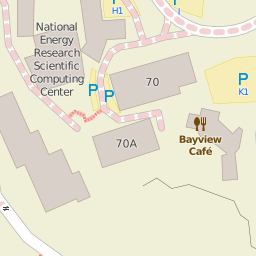 H1
National
Energy
Research
Scientific
Computing
Center
P
P
70
P
K1
70A
Bayview
Café